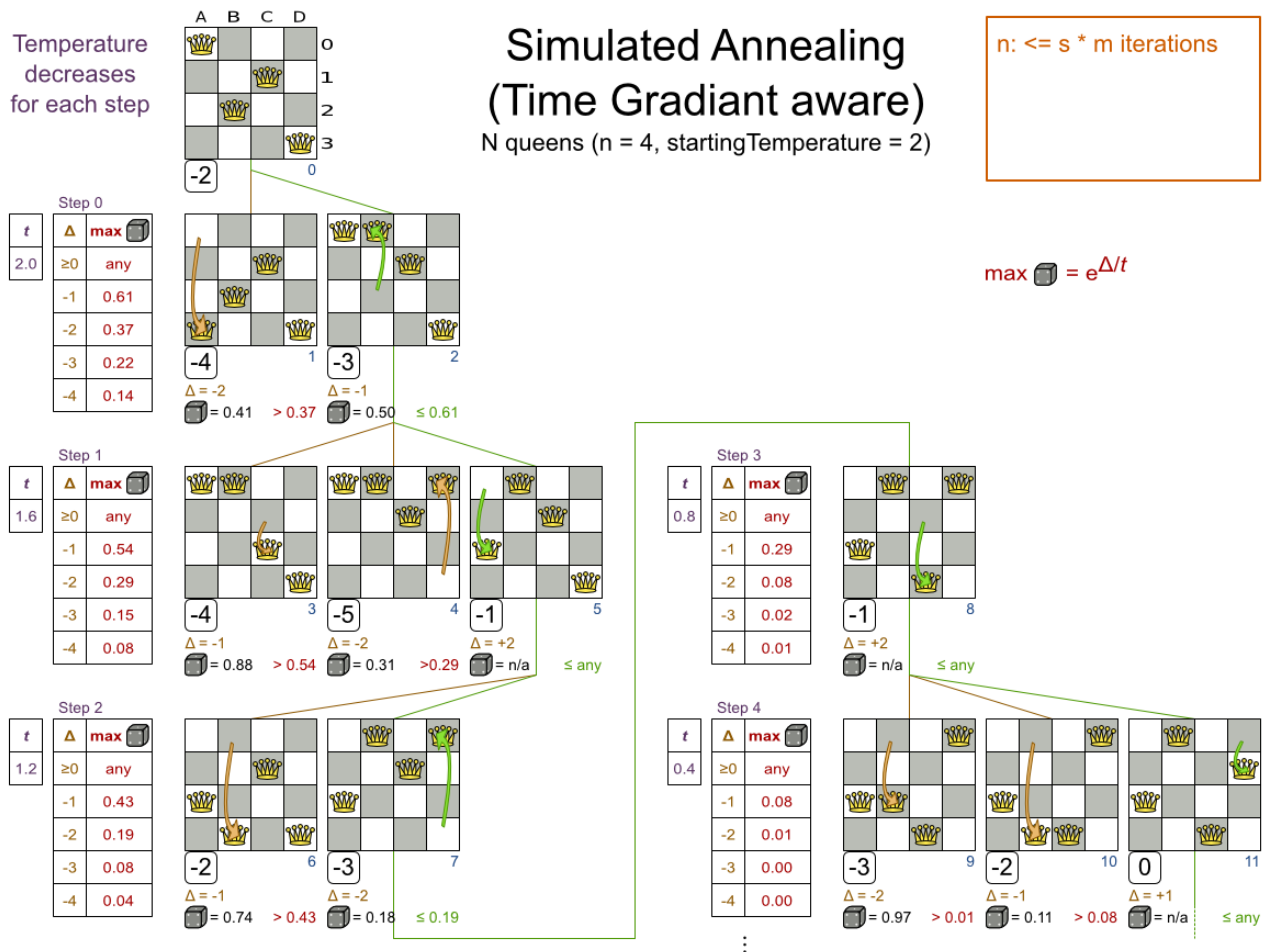 Temperature
decreases
for each step
A B C D
0
1
2
3
-2
0
Simulated Annealing
(Time Gradiant aware)
N queens (n = 4, startingTemperature = 2)
n: <= s * m iterations
max = e^Δ/t
Step 0
t
2.0
Δ max
≥0 any
-1 0.61
-2 0.37
-3 0.22
-4 0.14
-4
1
Δ = -2
= 0.41 > 0.37
-3
2
Δ = -1
= 0.50 ≤ 0.61
Step 1
t
1.6
Δ max
≥0 any
-1 0.54
-2 0.29
-3 0.15
-4 0.08
-4
3
Δ = -1
= 0.88 > 0.54
-5
4
Δ = -2
= 0.31 >0.29
-1
5
Δ = +2
= n/a ≤ any
Step 2
t
1.2
Δ max
≥0 any
-1 0.43
-2 0.19
-3 0.08
-4 0.04
-2
6
Δ = -1
= 0.74 > 0.43
-3
7
Δ = -2
= 0.18 ≤ 0.19
Step 3
t
0.8
Δ max
≥0 any
-1 0.29
-2 0.08
-3 0.02
-4 0.01
-1
8
Δ = +2
= n/a ≤ any
Step 4
t
0.4
Δ max
≥0 any
-1 0.08
-2 0.01
-3 0.00
-4 0.00
-3
9
Δ = -2
= 0.97 > 0.01
-2
10
Δ = -1
= 0.11 > 0.08
0
11
Δ = +1
= n/a ≤ any
⋮